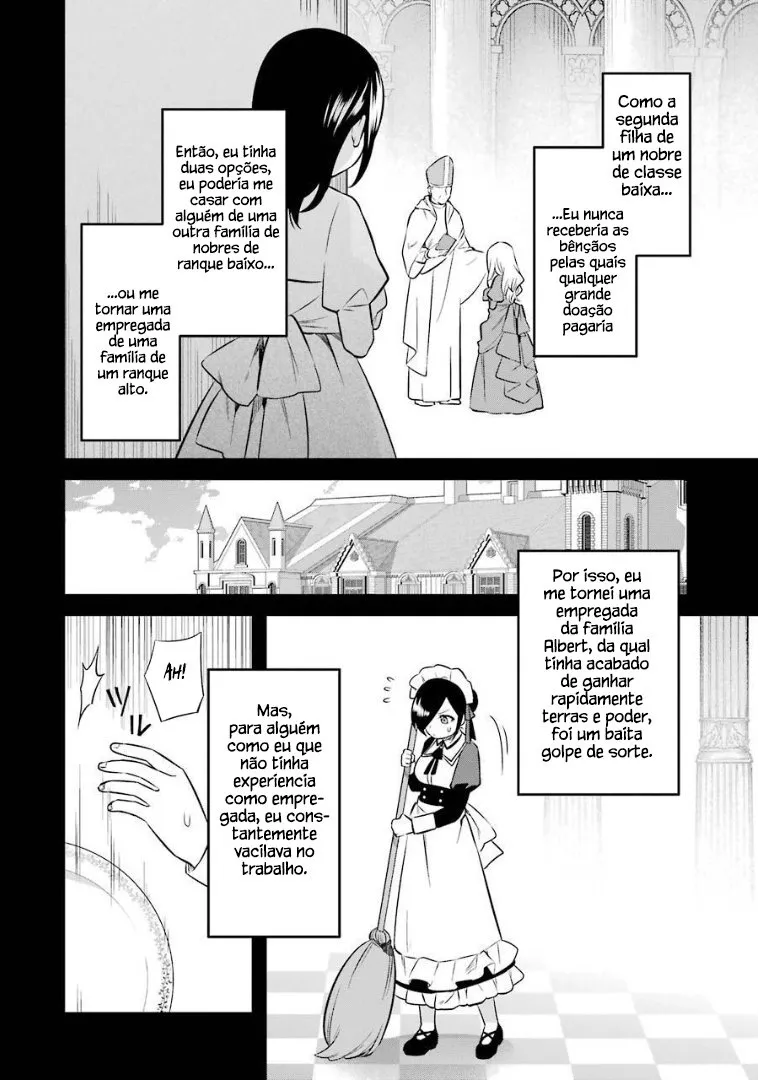 Como a
segunda
filha de
um nobre
de classe
baixa...
...Eu nunca
receberia as
bênçãos
pelas quais
qualquer
grande
doação
pagaria
Então, eu tinha
duas opções,
eu poderia me
casar com
alguém de uma
outra família de
nobres de
ranque baixo...
...ou me
tornar uma
empregada
de uma
família de
um ranque
alto.
Por isso, eu
me tornei uma
empregada
da família
Albert, da qual
tinha acabado
de ganhar
rapidamente
terras e poder,
foi um baita
golpe de sorte.
Mas,
para alguém
como eu que
não tinha
experiencia
como empre-
gada, eu cons-
tantemente
vacilava no
trabalho.
AH!